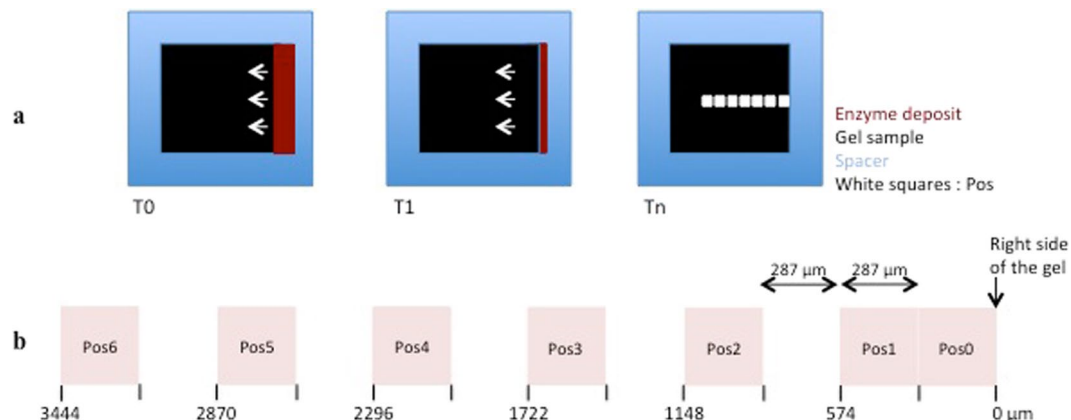 a
T0
T1
Tn
Enzyme deposit
Gel sample
Spacer
White squares : Pos
b
Right side
of the gel
287 µm
287 µm
Pos6
Pos5
Pos4
Pos3
Pos2
Pos1
Pos0
3444
2870
2296
1722
1148
574
0 µm